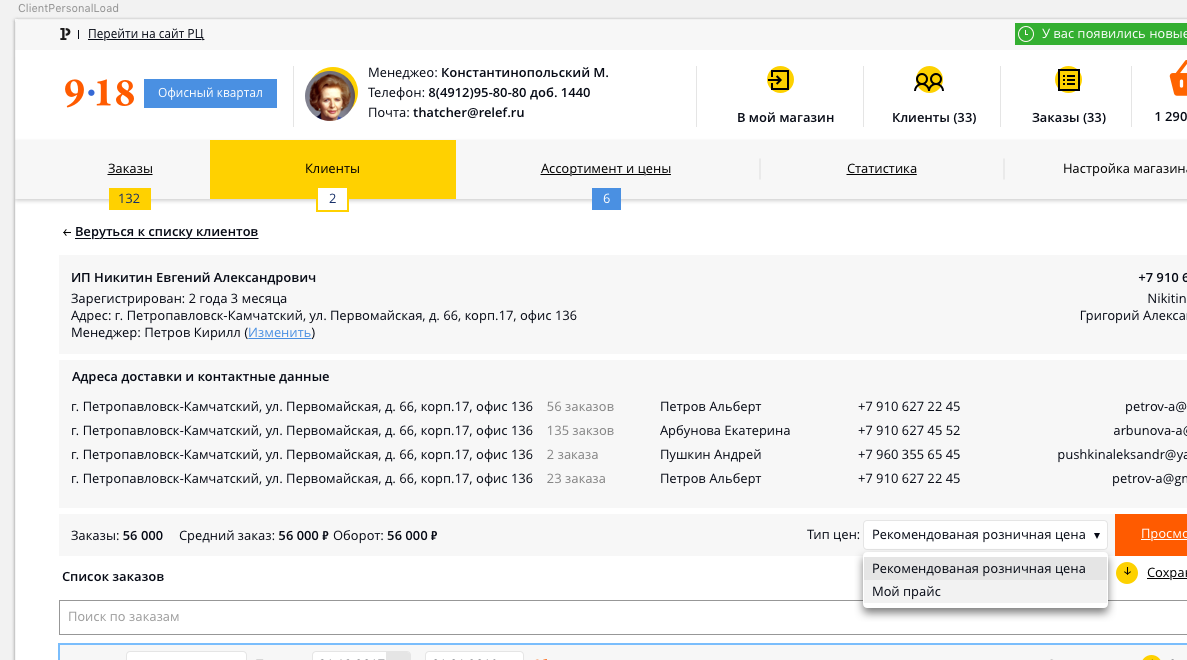 ClientPersonalLoad
Р | Перейти на сайт РЦ
У вас появились новые
9·18 Офисный квартал
Менеджео: Константинопольский М.
Телефон: 8(4912)95-80-80 доб. 1440
Почта: thatcher@relef.ru
В мой магазин Клиенты (33) Заказы (33) 1 290
Заказы Клиенты Ассортимент и цены Статистика Настройка магазина
132 2 6
← Веруться к списку клиентов
ИП Никитин Евгений Александрович +7 910 6
Зарегистрирован: 2 года 3 месяца Nikitin
Адрес: г. Петропавловск-Камчатский, ул. Первомайская, д. 66, корп.17, офис 136 Григорий Алекса
Менеджер: Петров Кирилл (Изменить)
Адреса доставки и контактные данные
г. Петропавловск-Камчатский, ул. Первомайская, д. 66, корп.17, офис 136 56 заказов Петров Альберт +7 910 627 22 45 petrov-a@
г. Петропавловск-Камчатский, ул. Первомайская, д. 66, корп.17, офис 136 135 закзов Арбунова Екатерина +7 910 627 45 52 arbunova-a@
г. Петропавловск-Камчатский, ул. Первомайская, д. 66, корп.17, офис 136 2 заказа Пушкин Андрей +7 960 355 65 45 pushkinaleksandr@ya
г. Петропавловск-Камчатский, ул. Первомайская, д. 66, корп.17, офис 136 23 заказа Петров Альберт +7 910 627 22 45 petrov-a@gm
Заказы: 56 000 Средний заказ: 56 000 ₽ Оборот: 56 000 ₽ Тип цен: Рекомендованая розничная цена ▼ Просмо
Рекомендованая розничная цена
Мой прайс
Сохран
Список заказов
Поиск по заказам